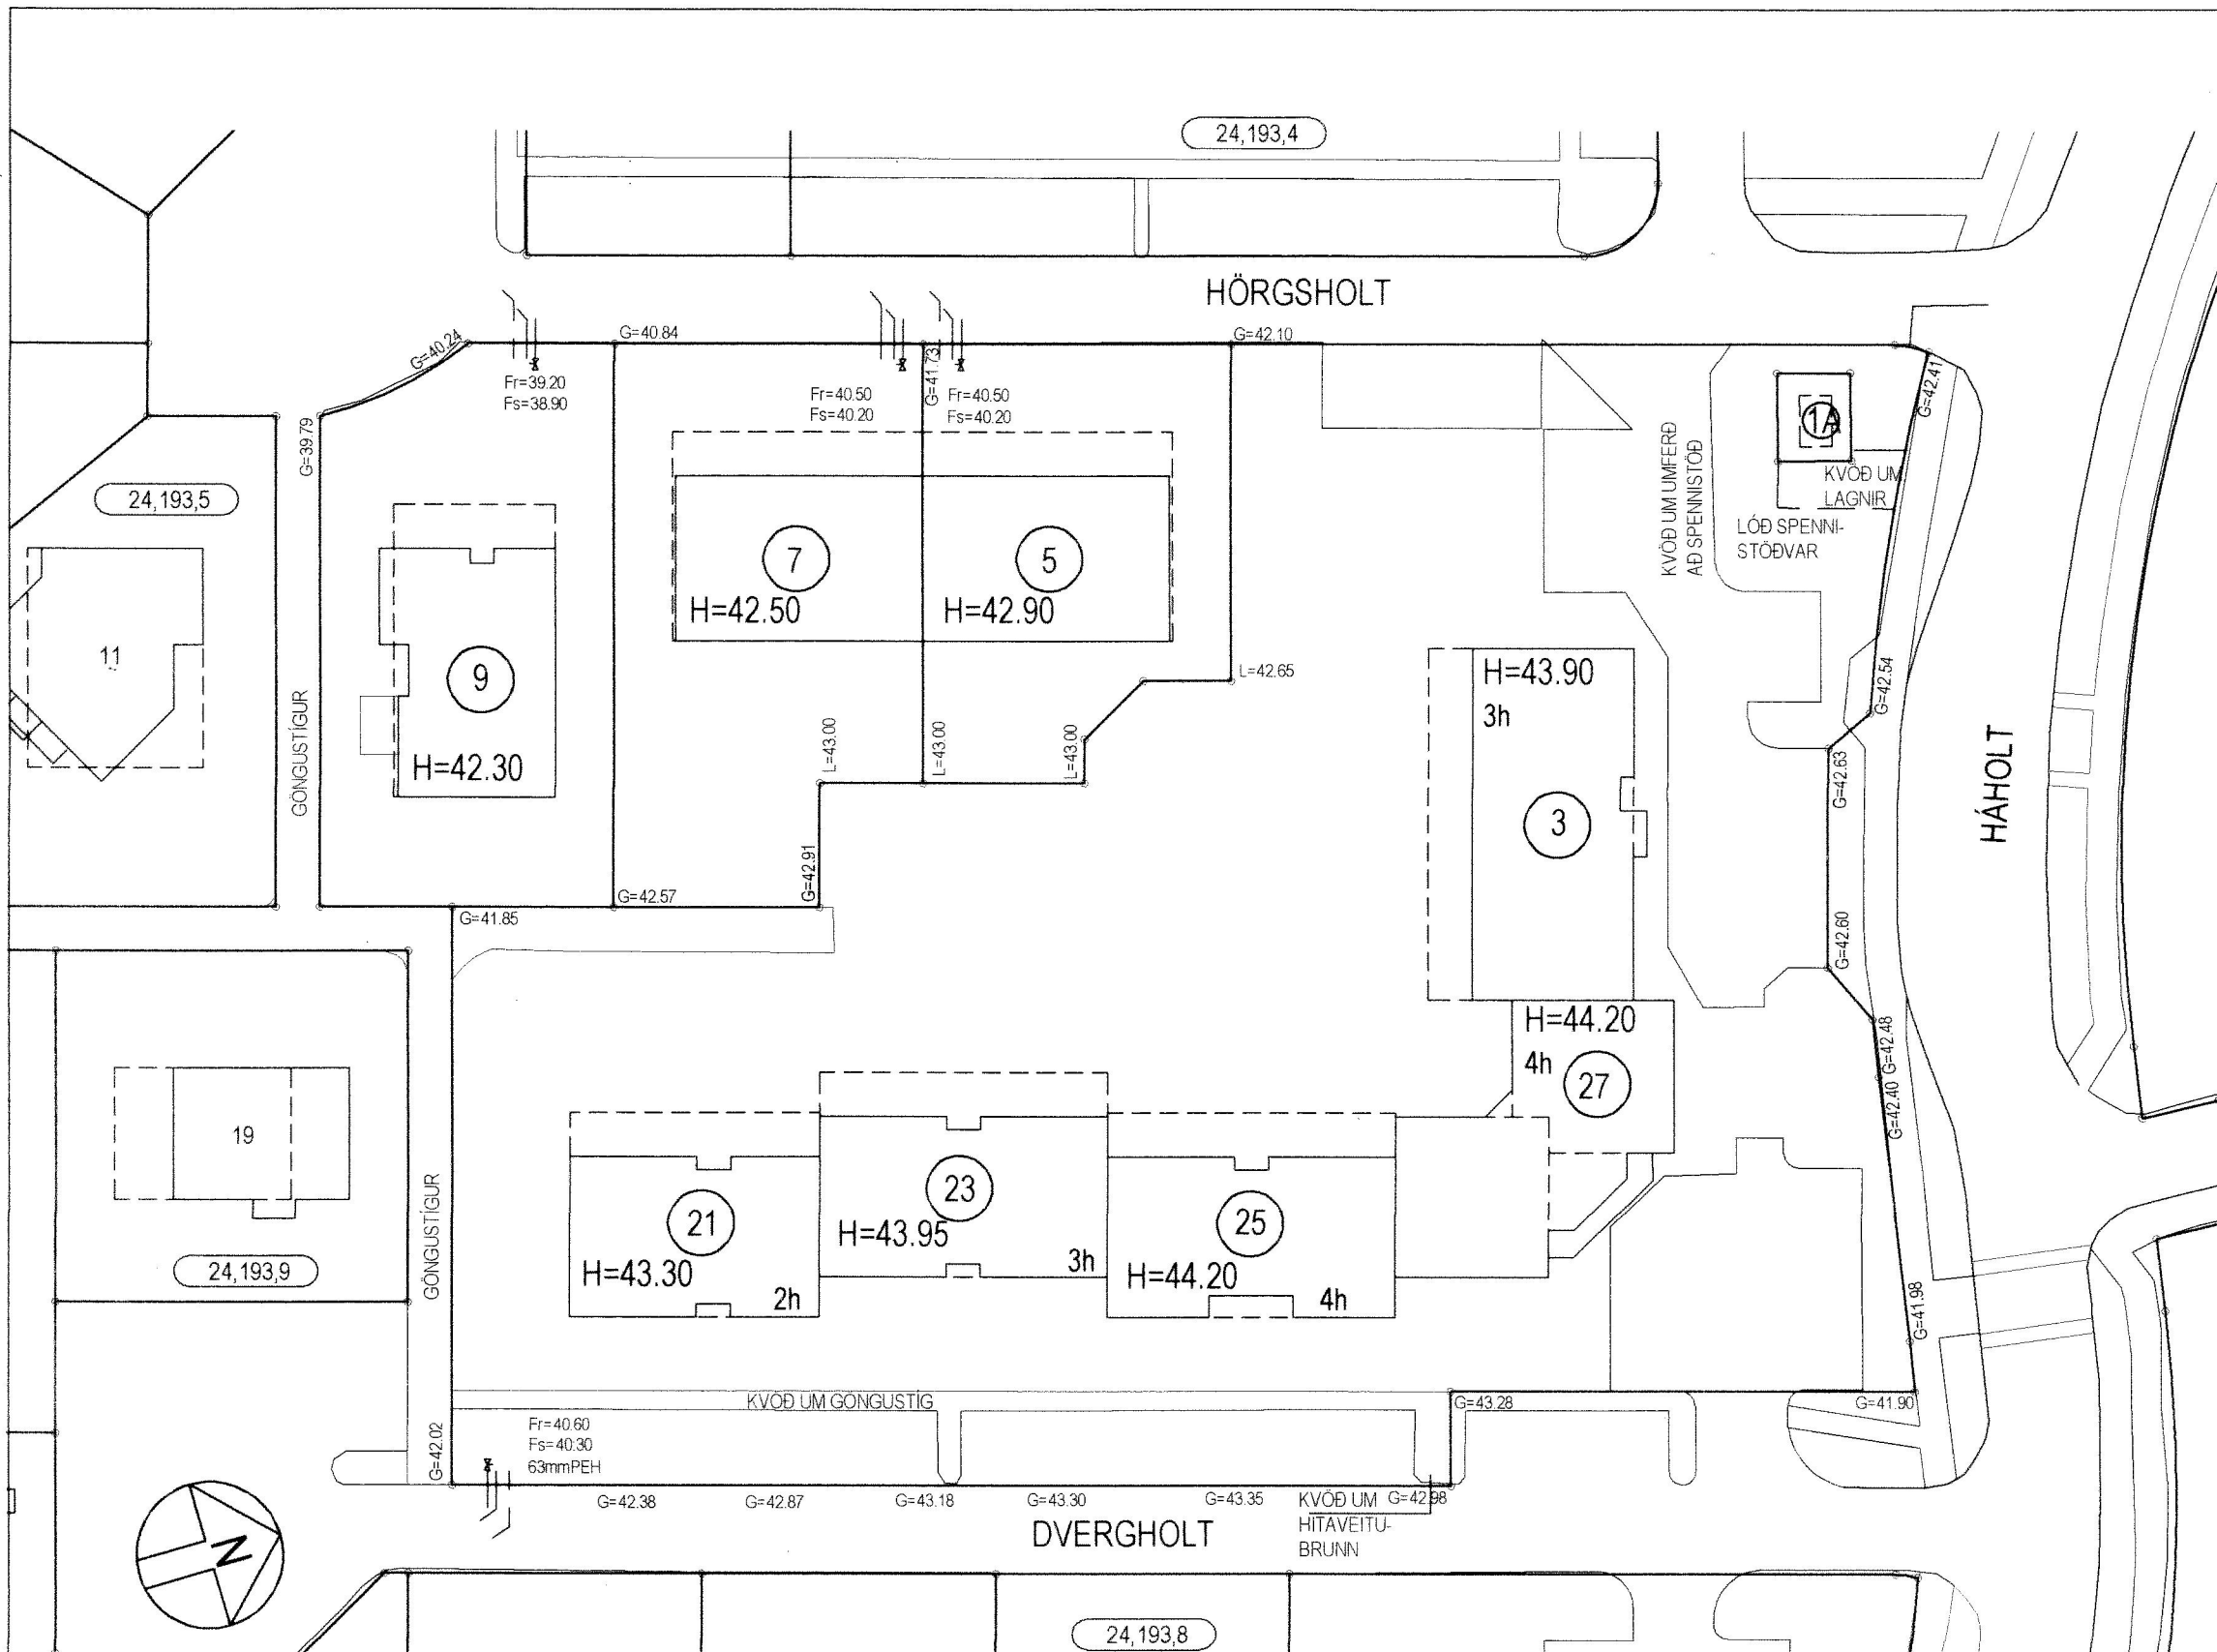 24,193,4
HÖRGSHOLT
G=40.24
G=40.84
G=41.73
G=42.10
G=42.41
Fr=39.20
Fs=38.90
Fr=40.50
Fs=40.20
Fr=40.50
Fs=40.20
G=39.79
1A
KVÖÐ UM
LAGNIR
LÓÐ SPENNI-
STÖÐVAR
KVÖÐ UM UMFERÐ
AÐ SPENNISTÖÐ
24,193,5
11
GÖNGUSTÍGUR
9
H=42.30
7
H=42.50
5
H=42.90
L=42.65
L=43.00
L=43.00
L=43.00
H=43.90
3h
3
G=42.54
G=42.63
HÁHOLT
G=42.91
G=42.57
G=41.85
G=42.60
G=42.48
G=42.40
H=44.20
4h
27
19
24,193,9
GÖNGUSTÍGUR
21
H=43.30
2h
23
H=43.95
3h
25
H=44.20
4h
G=41.98
KVÖÐ UM GÖNGUSTÍG
G=43.28
G=41.90
G=42.02
Fr=40.60
Fs=40.30
63mmPEH
G=42.38
G=42.87
G=43.18
G=43.30
G=43.35
G=42.98
KVÖÐ UM
HITAVEITU-
BRUNN
DVERGHOLT
N
24,193,8